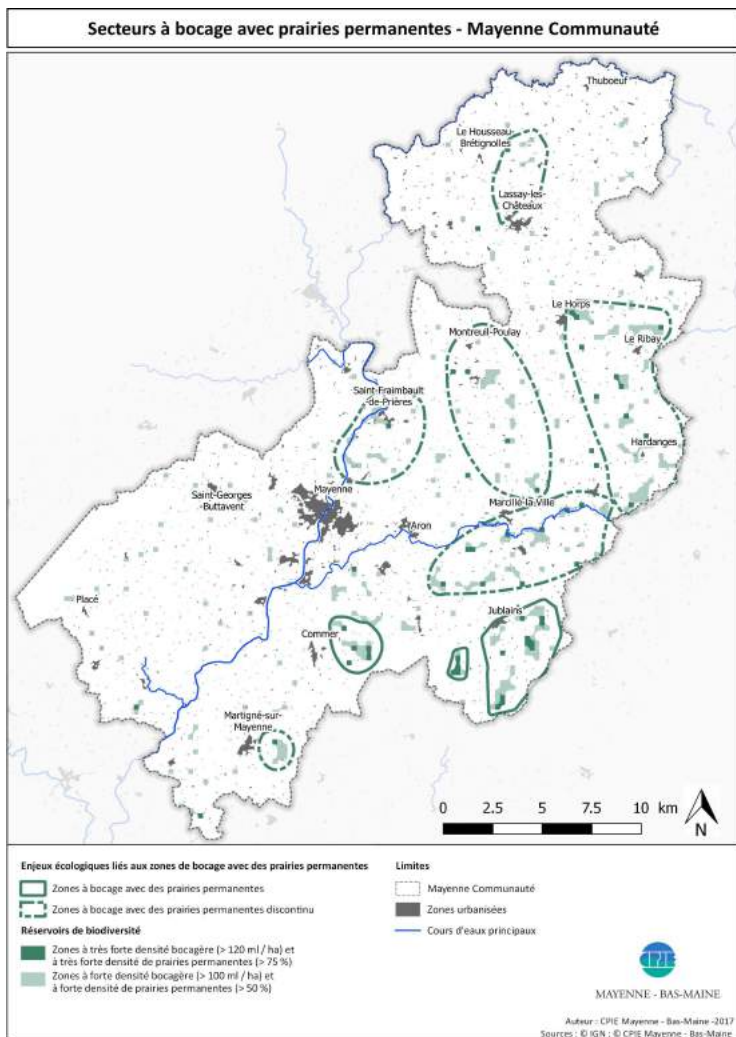 Secteurs à bocage avec prairies permanentes - Mayenne Communauté
Thuboeuf
Le Housseau-
Brétignolles
Lassay-les-
Châteaux
Le Horps
Montreuil-Poulay
Le Ribay
Saint-Fraimbault
-de-Prières
Hardanges
Mayenne
Saint-Georges-
Buttavent
Marcillé-la-Ville
Aron
Placé
Jublains
Commer
Martigné-sur-
Mayenne
0 2.5 5 7.5 10 km
N
Enjeux écologiques liés aux zones de bocage avec des prairies permanentes
Zones à bocage avec des prairies permanentes
Zones à bocage avec des prairies permanentes discontinu
Réservoirs de biodiversité
Zones à très forte densité bocagère (> 120 ml / ha) et
à très forte densité de prairies permanentes (> 75 %)
Zones à forte densité bocagère (> 100 ml / ha) et
à forte densité de prairies permanentes (> 50 %)
Limites
Mayenne Communauté
Zones urbanisées
Cours d'eaux principaux
CPIE
MAYENNE - BAS-MAINE
Auteur : CPIE Mayenne - Bas-Maine -2017
Sources : © IGN ; © CPIE Mayenne - Bas-Maine